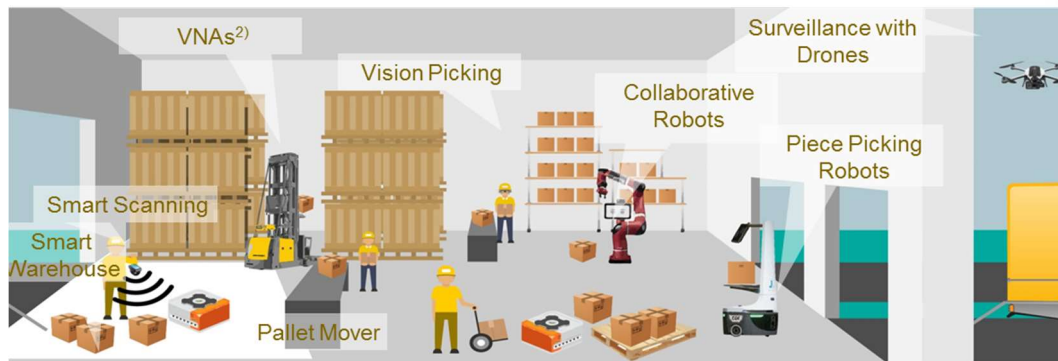 VNAs2)
Vision Picking
Surveillance with
Drones
Collaborative
Robots
Piece Picking
Robots
Smart Scanning
Smart
Warehouse
Pallet Mover